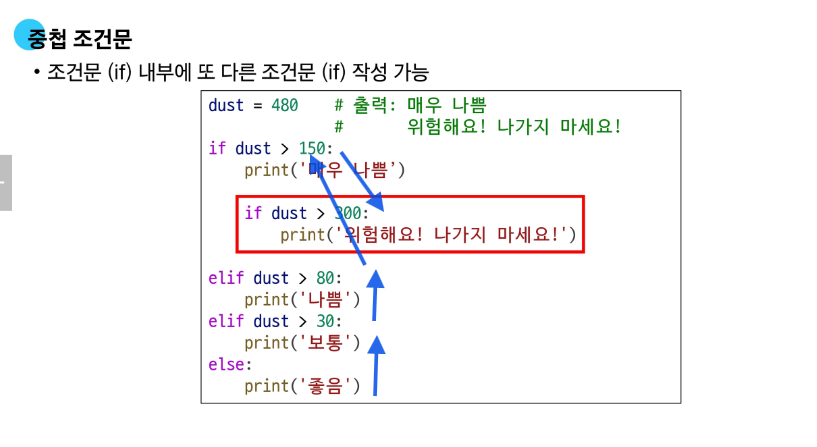 중첩 조건문
• 조건문 (if) 내부에 또 다른 조건문 (if) 작성 가능
dust = 480    # 출력: 매우 나쁨
              #       위험해요! 나가지 마세요!
if dust > 150:
    print('매우 나쁨’)
    if dust > 300:
        print('위험해요! 나가지 마세요!')
elif dust > 80:
    print('나쁨')
elif dust > 30:
    print('보통')
else:
    print('좋음')